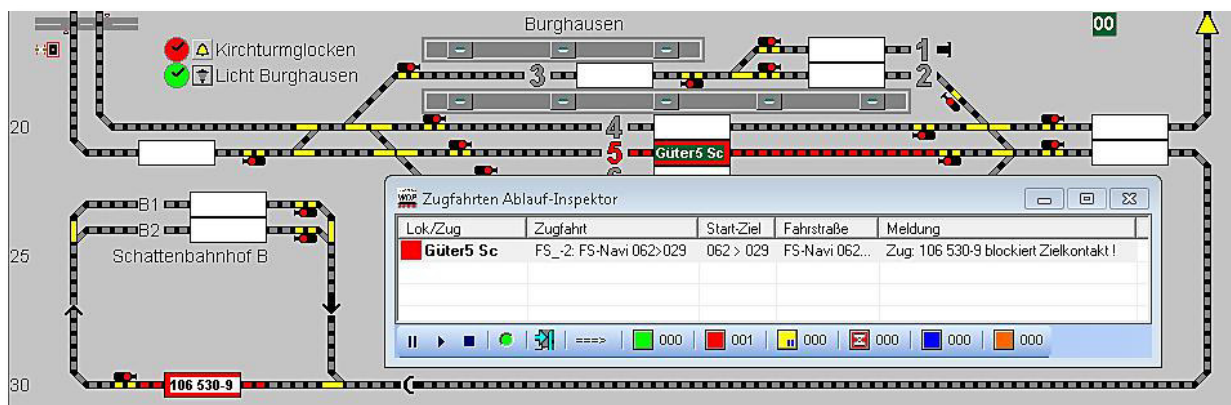 Burghausen
00
Kirchturmglocken
Licht Burghausen
1
3
2
20
4
5
Güter5 Sc
WDP Zugfahrten Ablauf-Inspektor
Lok/Zug Zugfahrt Start-Ziel Fahrstraße Meldung
Güter5 Sc FS_-2: FS-Navi 062>029 062 > 029 FS-Navi 062... Zug: 106 530-9 blockiert Zielkontakt !
===> 000 001 000 000 000 000
B1
B2
25
Schattenbahnhof B
30
106 530-9